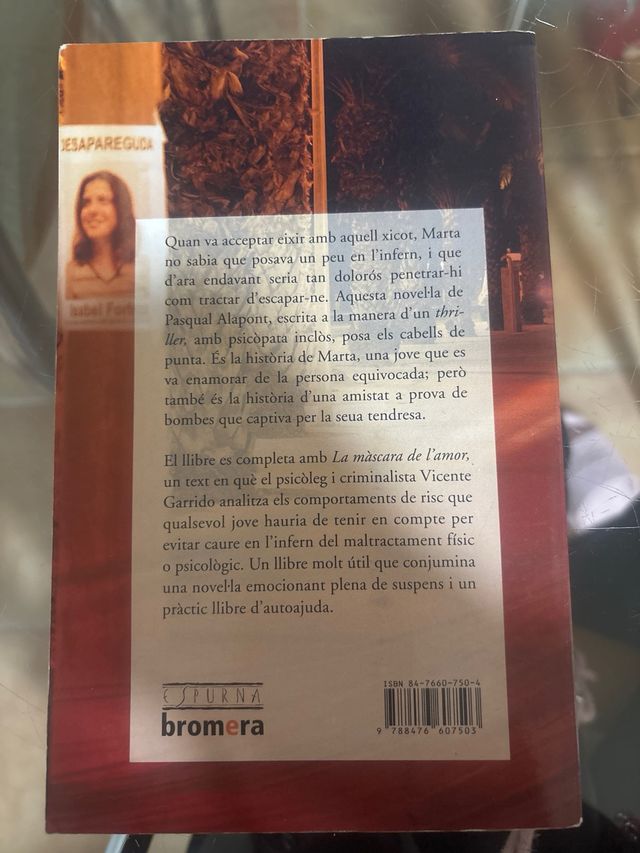 DESAPAREGUDA
Isabel
Quan va acceptar eixir amb aquell xicot, Marta
no sabia que posava un peu en l'infern, i que
d'ara endavant seria tan dolorós penetrar-hi
com tractar d'escapar-ne. Aquesta novel·la de
Pasqual Alapont, escrita a la manera d'un thri-
ller, amb psicòpata inclòs, posa els cabells de
punta. És la història de Marta, una jove que es
va enamorar de la persona equivocada; però
també és la història d'una amistat a prova de
bombes que captiva per la seua tendresa.
El llibre es completa amb La màscara de l'amor,
un text en què el psicòleg i criminalista Vicente
Garrido analitza els comportaments de risc que
qualsevol jove hauria de tenir en compte per
evitar caure en l'infern del maltractament físic
o psicològic. Un llibre molt útil que conjumina
una novel·la emocionant plena de suspens i un
pràctic llibre d'autoajuda.
ESPURNA
bromera
ISBN 84-7660-750-4
9 788476 607503